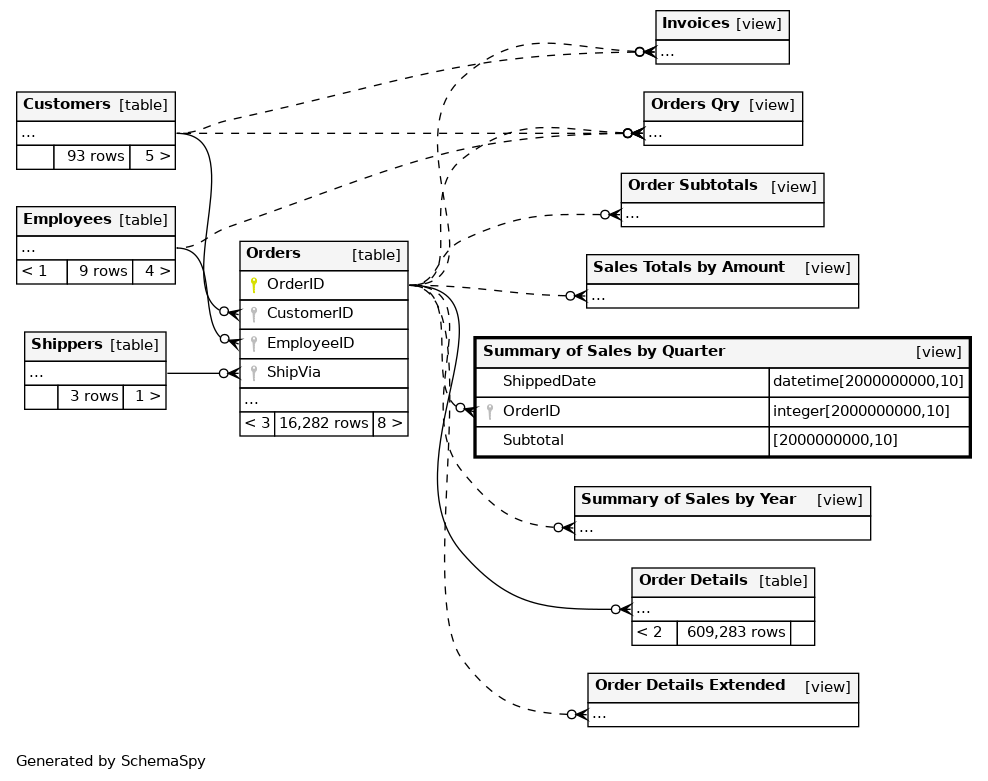 Invoices [view]
...
Customers [table]
...
93 rows 5 >
Orders Qry [view]
...
Order Subtotals [view]
...
Employees [table]
...
< 1 9 rows 4 >
Orders [table]
OrderID
CustomerID
EmployeeID
ShipVia
...
< 3 16,282 rows 8 >
Sales Totals by Amount [view]
...
Shippers [table]
...
3 rows 1 >
Summary of Sales by Quarter [view]
ShippedDate datetime[2000000000,10]
OrderID integer[2000000000,10]
Subtotal [2000000000,10]
Summary of Sales by Year [view]
...
Order Details [table]
...
< 2 609,283 rows
Order Details Extended [view]
...
Generated by SchemaSpy